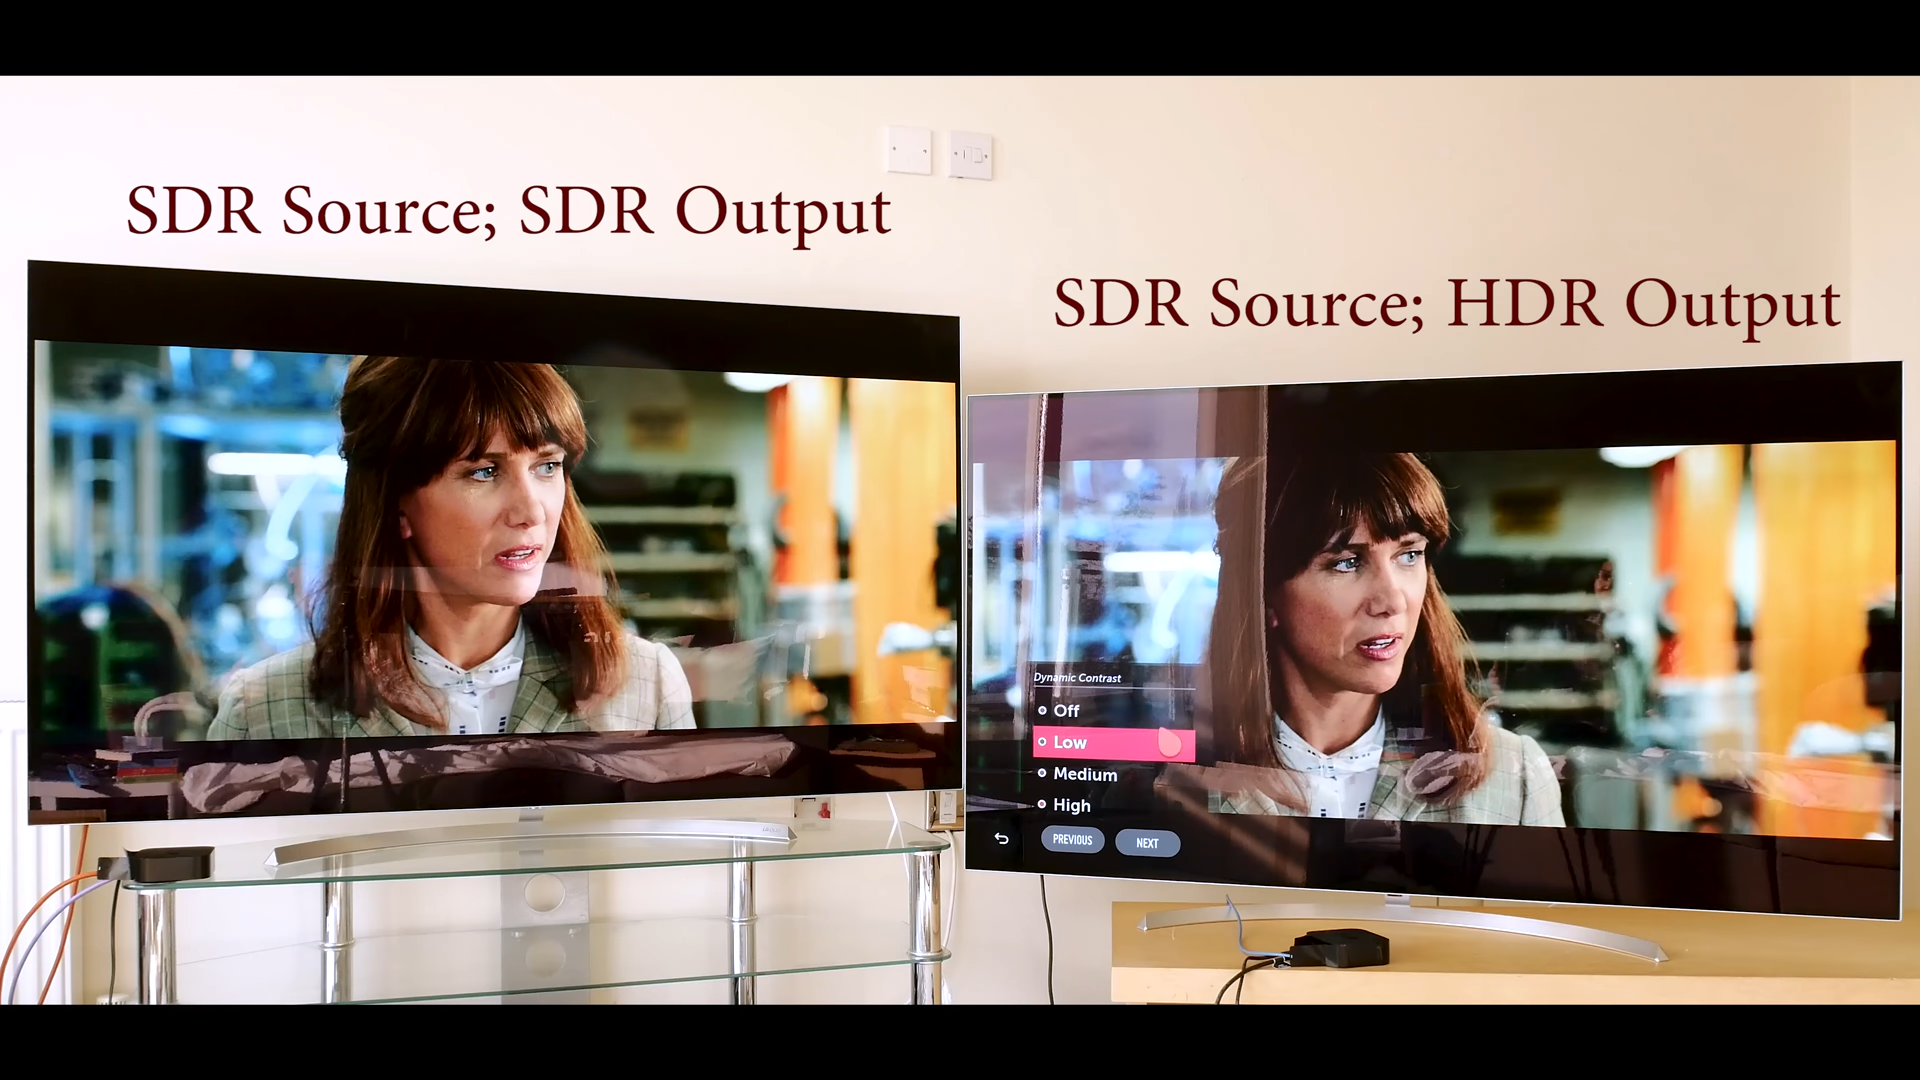 SDR Source; SDR Output
SDR Source; HDR Output
Dynamic Contrast
Off
Low
Medium
High
PREVIOUS
NEXT